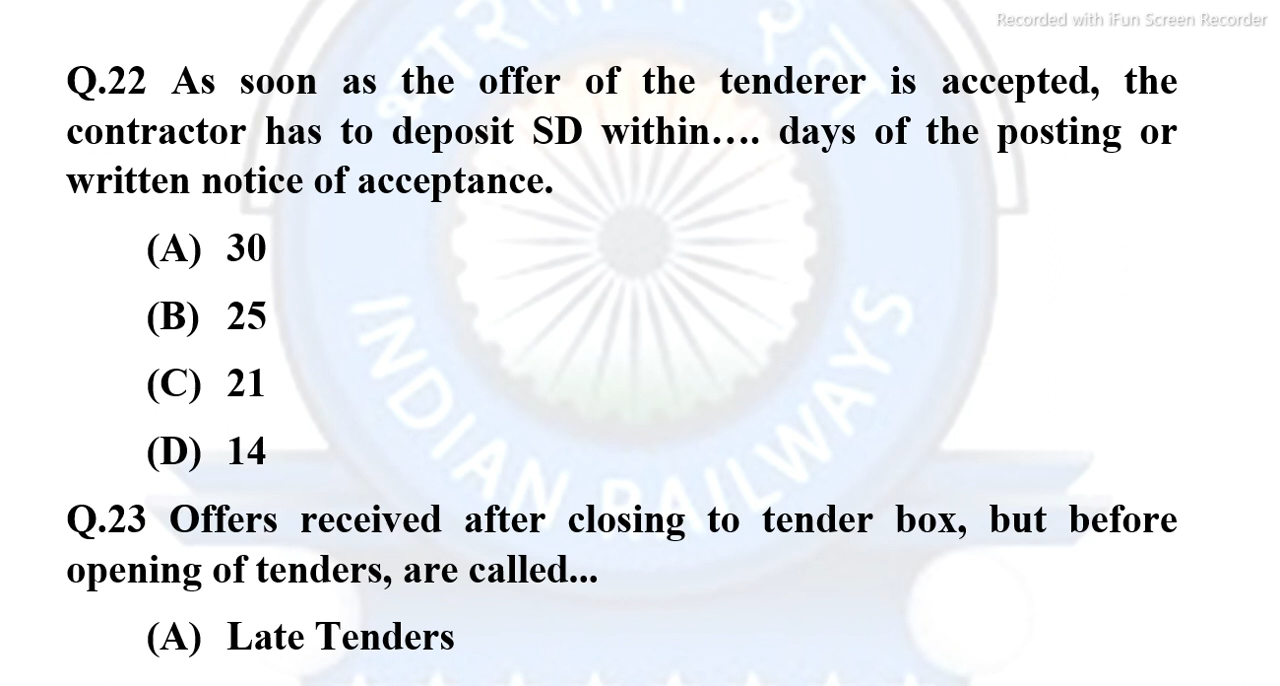 Recorded with iFun Screen Recorder
Q.22 As soon as the offer of the tenderer is accepted, the
contractor has to deposit SD within…. days of the posting or
written notice of acceptance.
(A) 30
(B) 25
(C) 21
(D) 14
INDIAN RAILWAYS
Q.23 Offers received after closing to tender box, but before
opening of tenders, are called...
(A) Late Tenders